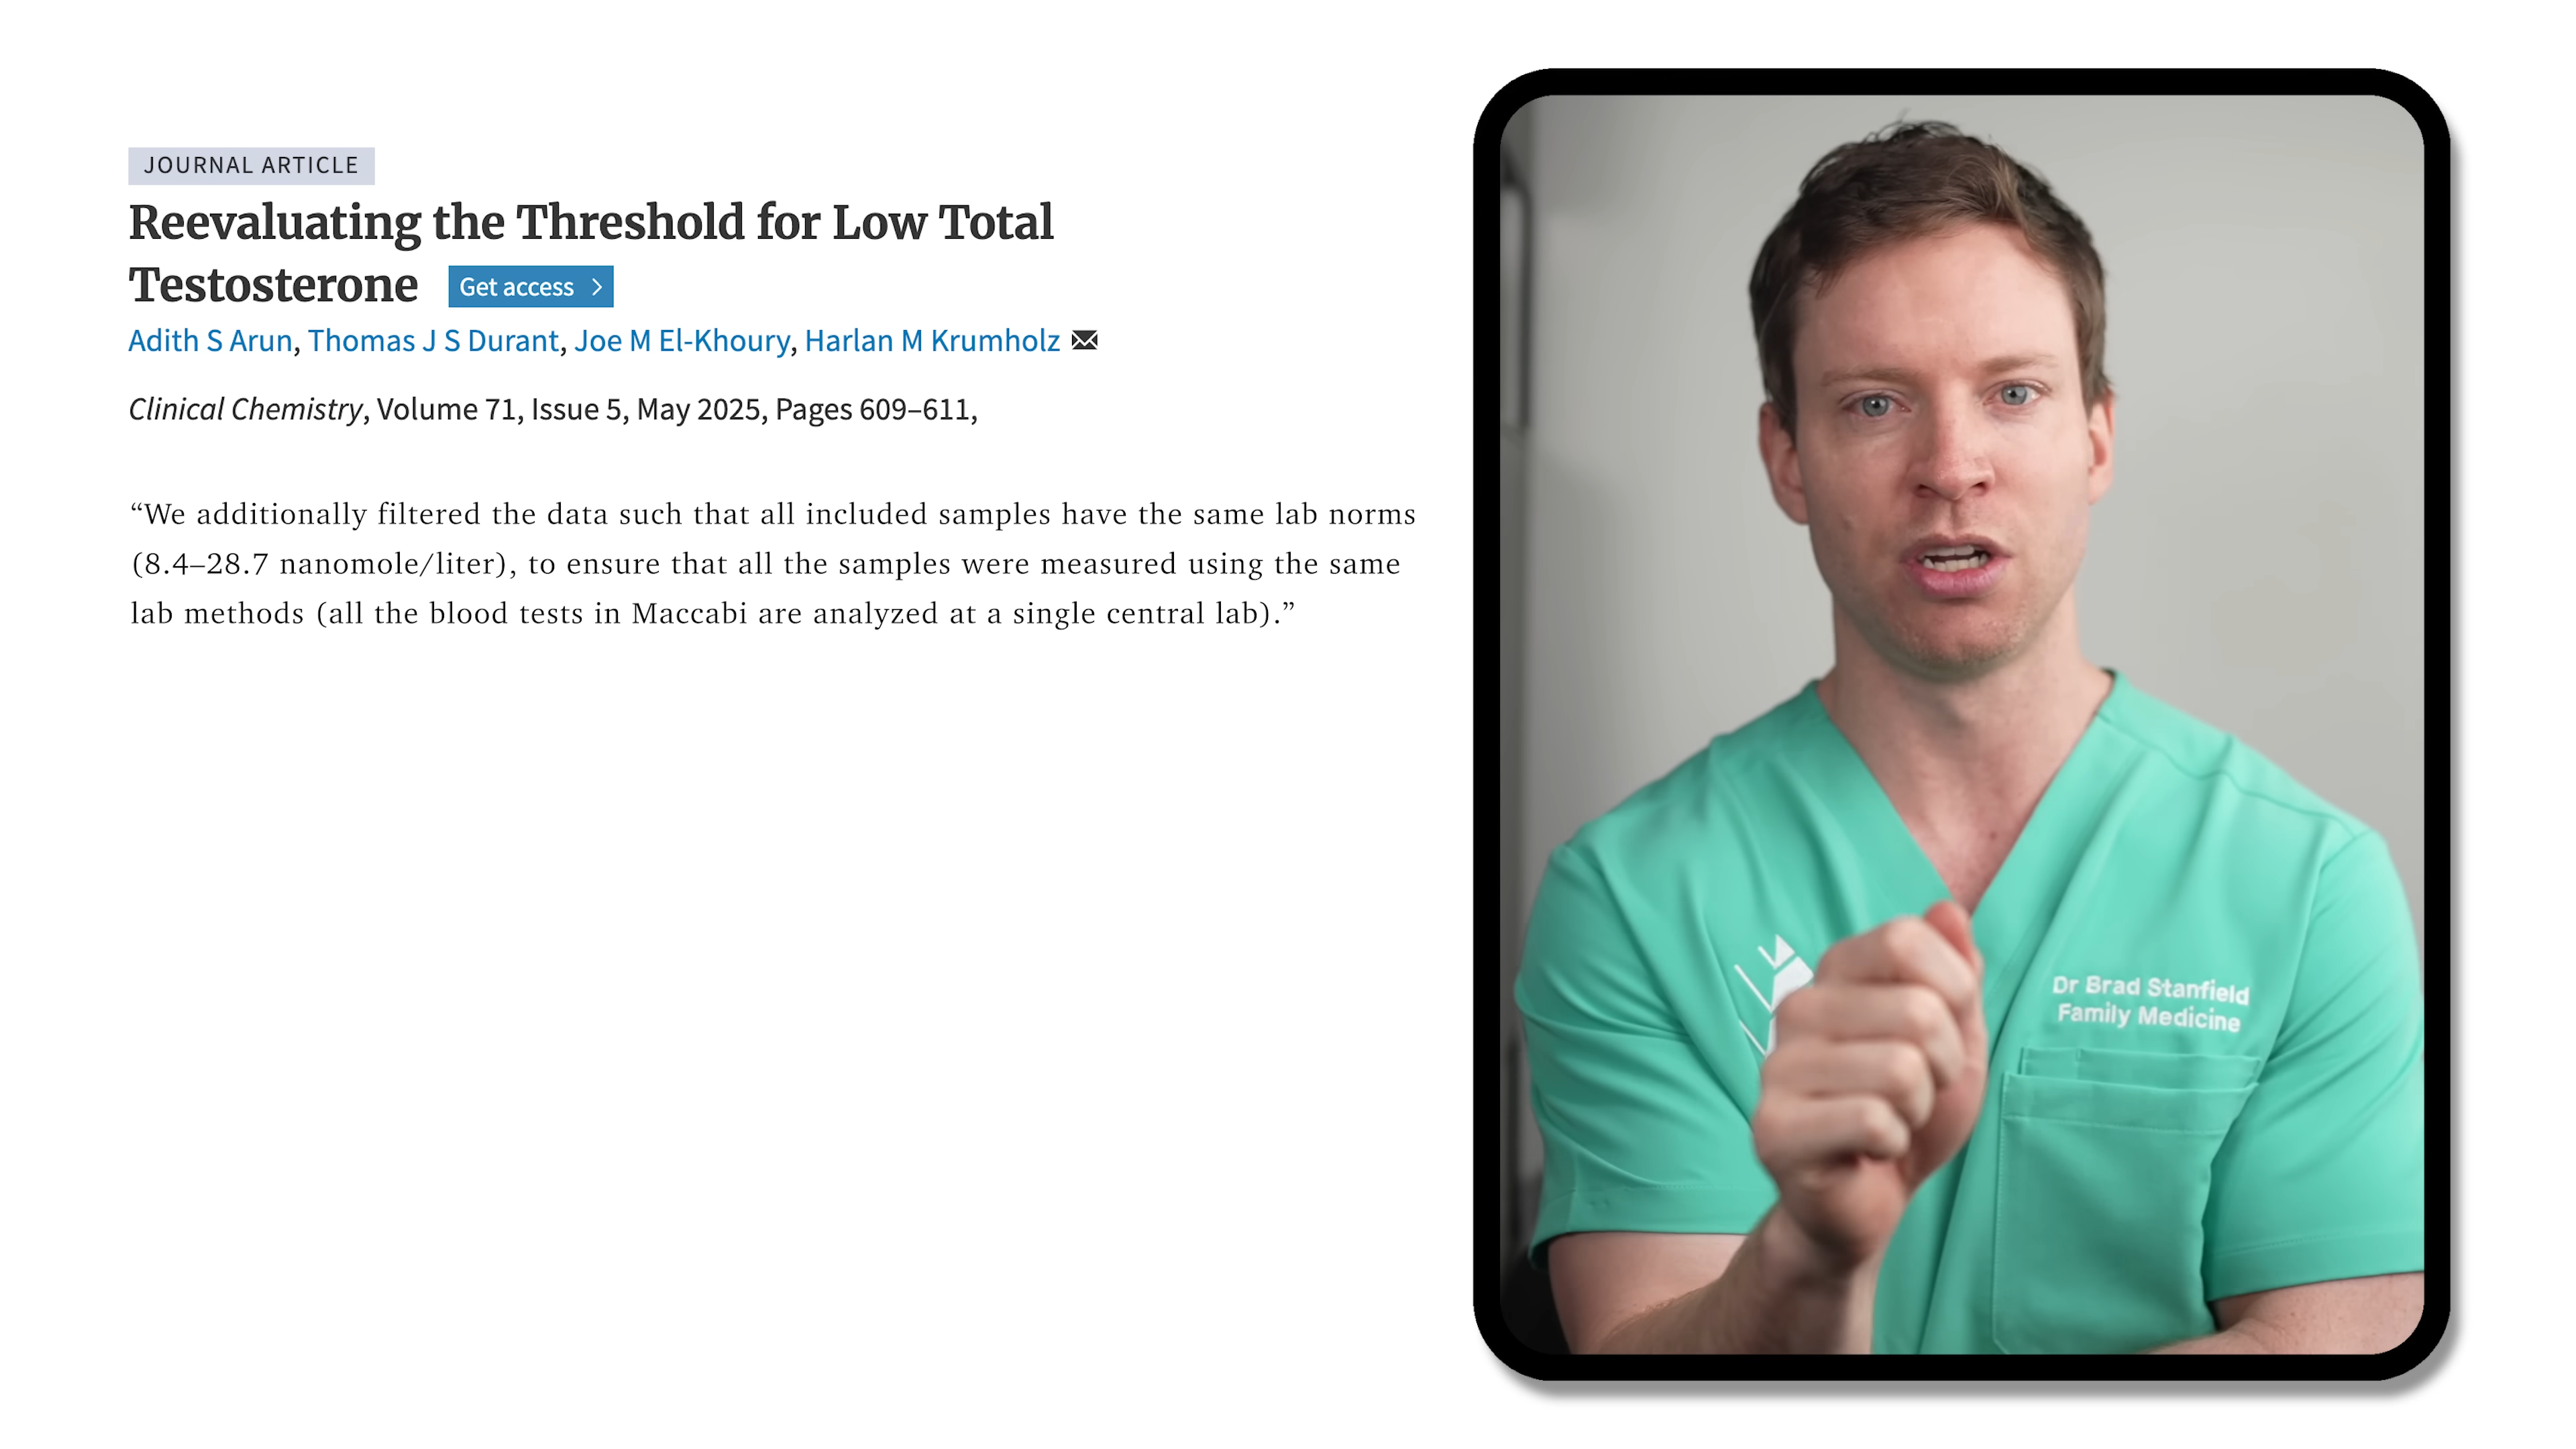 JOURNAL ARTICLE
Reevaluating the Threshold for Low Total
Testosterone Get access >
Adith S Arun, Thomas J S Durant, Joe M El-Khoury, Harlan M Krumholz
Clinical Chemistry, Volume 71, Issue 5, May 2025, Pages 609–611,
“We additionally filtered the data such that all included samples have the same lab norms
(8.4–28.7 nanomole/liter), to ensure that all the samples were measured using the same
lab methods (all the blood tests in Maccabi are analyzed at a single central lab).”
Dr Brad Stanfield
Family Medicine